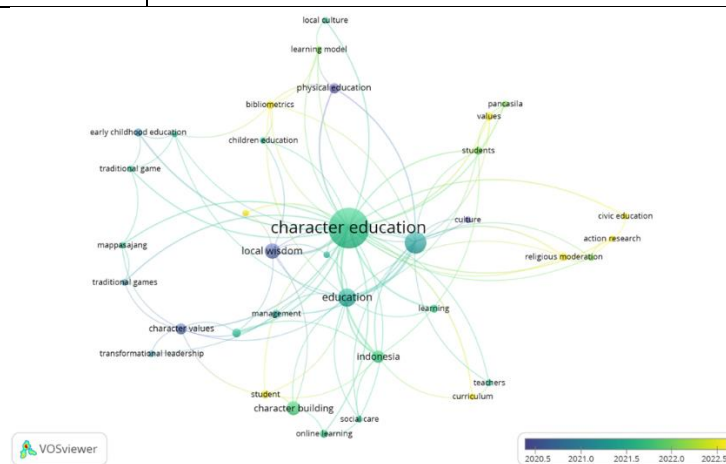 local culture
learning model
physical education
bibliometrics
pancasila
values
early childhood education
children education
students
traditional game
civic education
culture
character education
action research
mappasajang
local wisdom
religious moderation
traditional games
education
learning
management
character values
transformational leadership
indonesia
teachers
student
curriculum
character building
social care
online learning
VOSviewer
2020.5 2021.0 2021.5 2022.0 2022.5